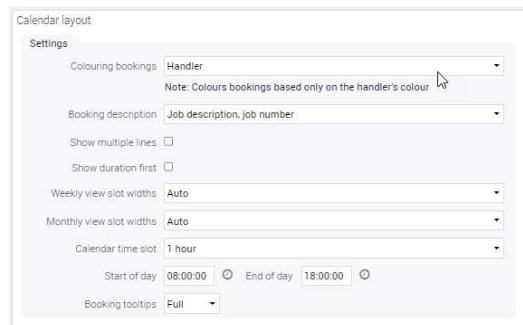 Calendar layout
Settings
Colouring bookings Handler
Note: Colours bookings based only on the handler's colour
Booking description Job description, job number
Show multiple lines
Show duration first
Weekly view slot widths Auto
Monthly view slot widths Auto
Calendar time slot 1 hour
Start of day 08:00:00 End of day 18:00:00
Booking tooltips Full